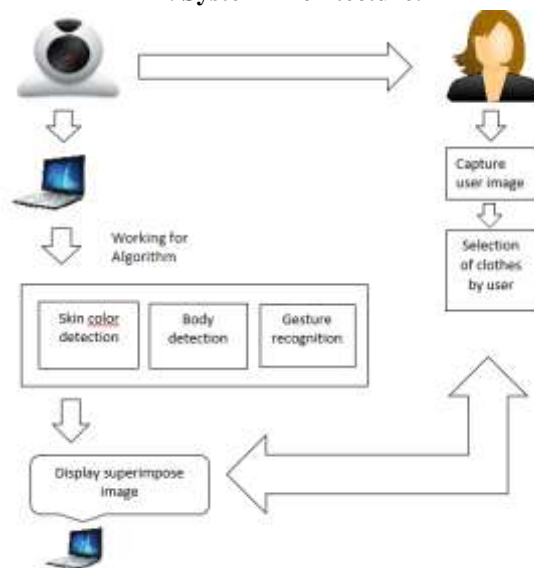 System Architecture:
Capture
user image
Working for
Algorithm
Selection
of clothes
by user
Skin color
detection
Body
detection
Gesture
recognition
Display superimpose
image